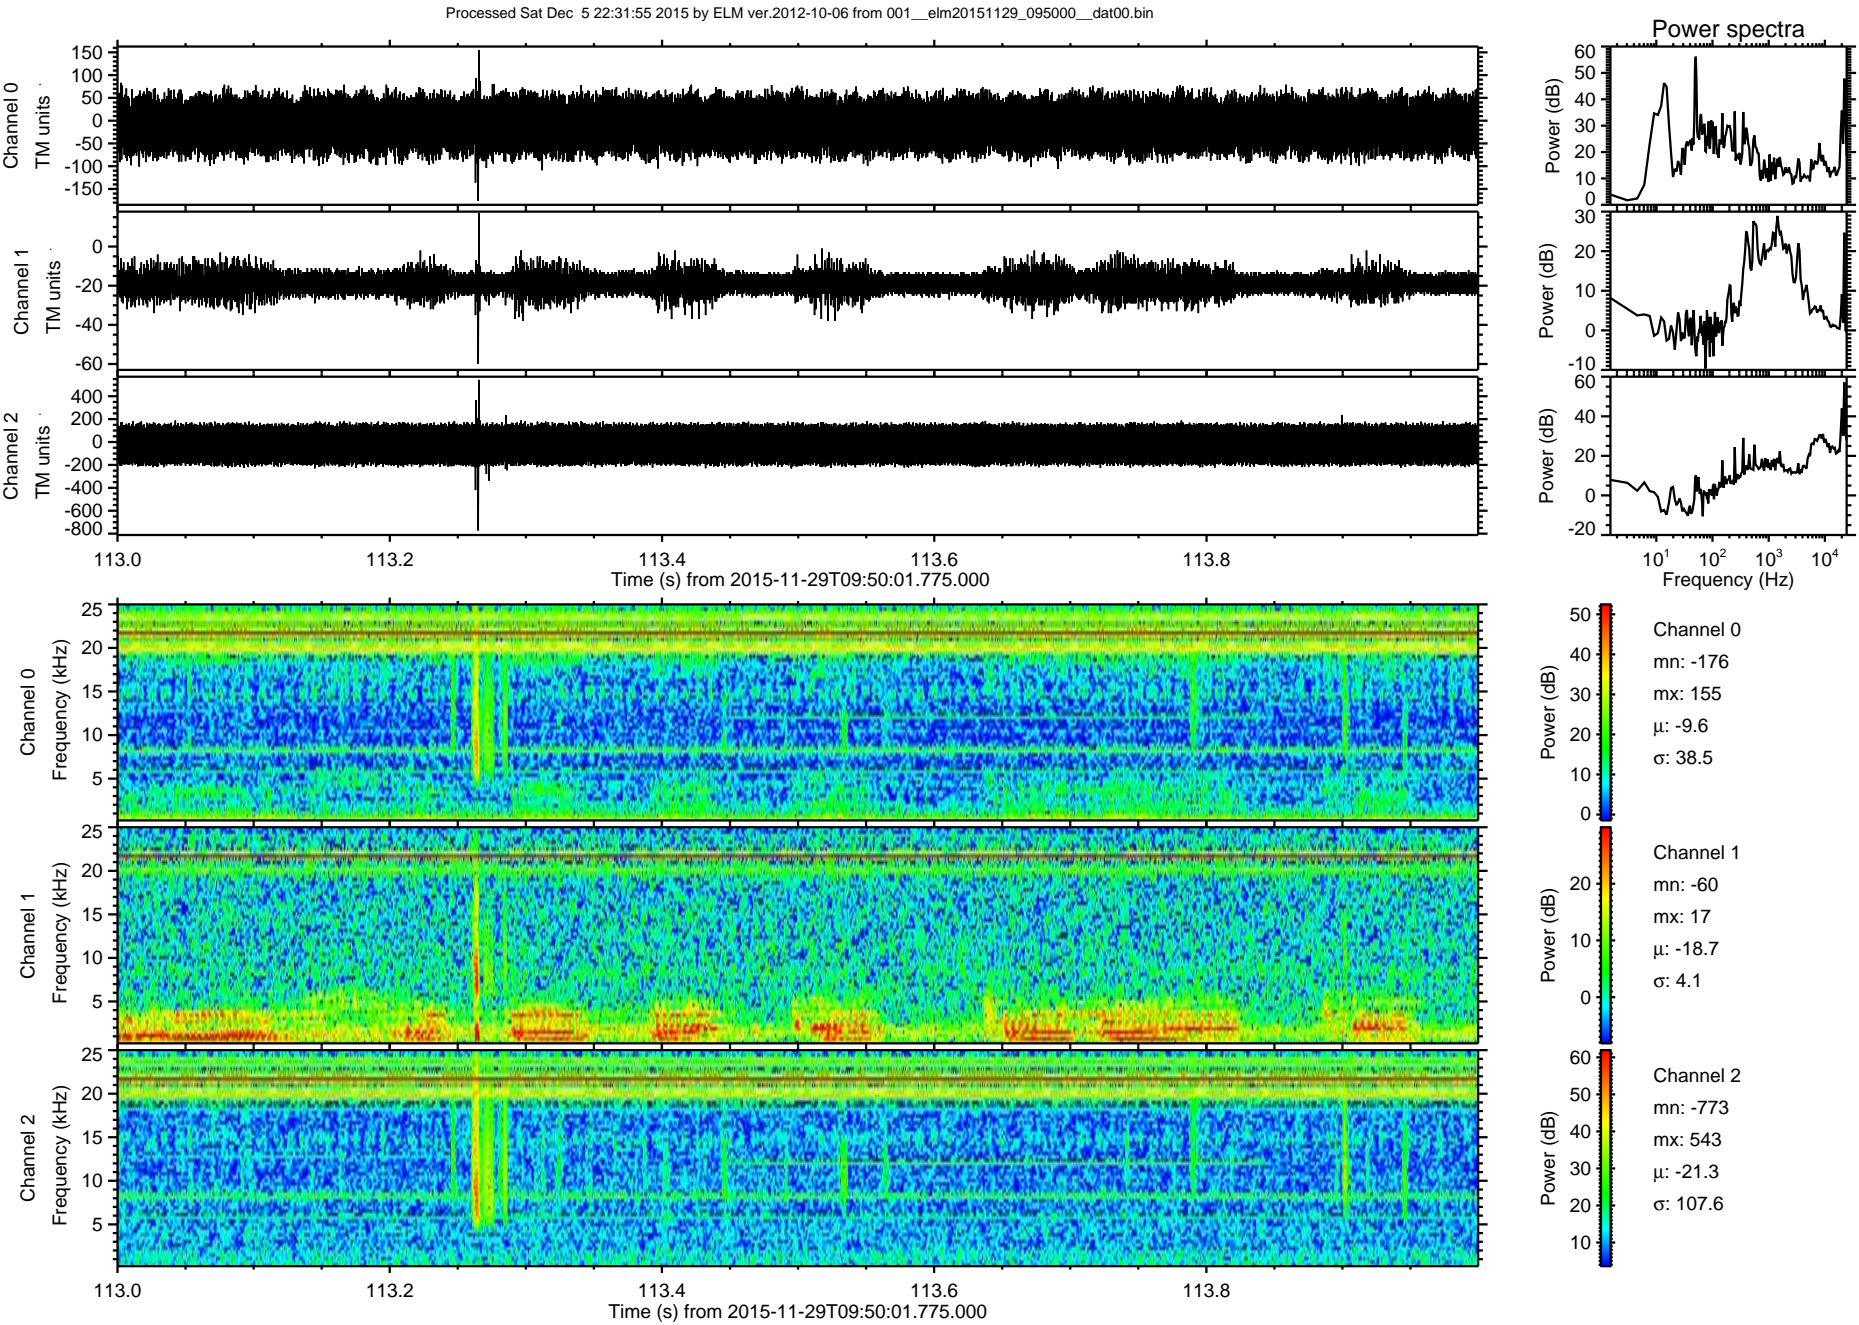 Processed Sat Dec 5 22:31:55 2015 by ELM ver.2012-10-06 from 001__elm20151129_095000__dat00.bin
Power spectra
Channel 0
TM units
150
100
50
0
-50
-100
-150
Power (dB)
60
50
40
30
20
10
0
Channel 1
TM units
0
-20
-40
-60
Power (dB)
30
20
10
0
-10
Channel 2
TM units
400
200
0
-200
-400
-600
-800
Power (dB)
60
40
20
0
-20
113.0 113.2 113.4 113.6 113.8
Time (s) from 2015-11-29T09:50:01.775.000
10^1 10^2 10^3 10^4
Frequency (Hz)
Channel 0
Frequency (kHz)
25
20
15
10
5
Power (dB)
50
40
30
20
10
0
Channel 0
mn: -176
mx: 155
μ: -9.6
σ: 38.5
Channel 1
Frequency (kHz)
25
20
15
10
5
Power (dB)
20
10
0
Channel 1
mn: -60
mx: 17
μ: -18.7
σ: 4.1
Channel 2
Frequency (kHz)
25
20
15
10
5
Power (dB)
60
50
40
30
20
10
Channel 2
mn: -773
mx: 543
μ: -21.3
σ: 107.6
113.0 113.2 113.4 113.6 113.8
Time (s) from 2015-11-29T09:50:01.775.000